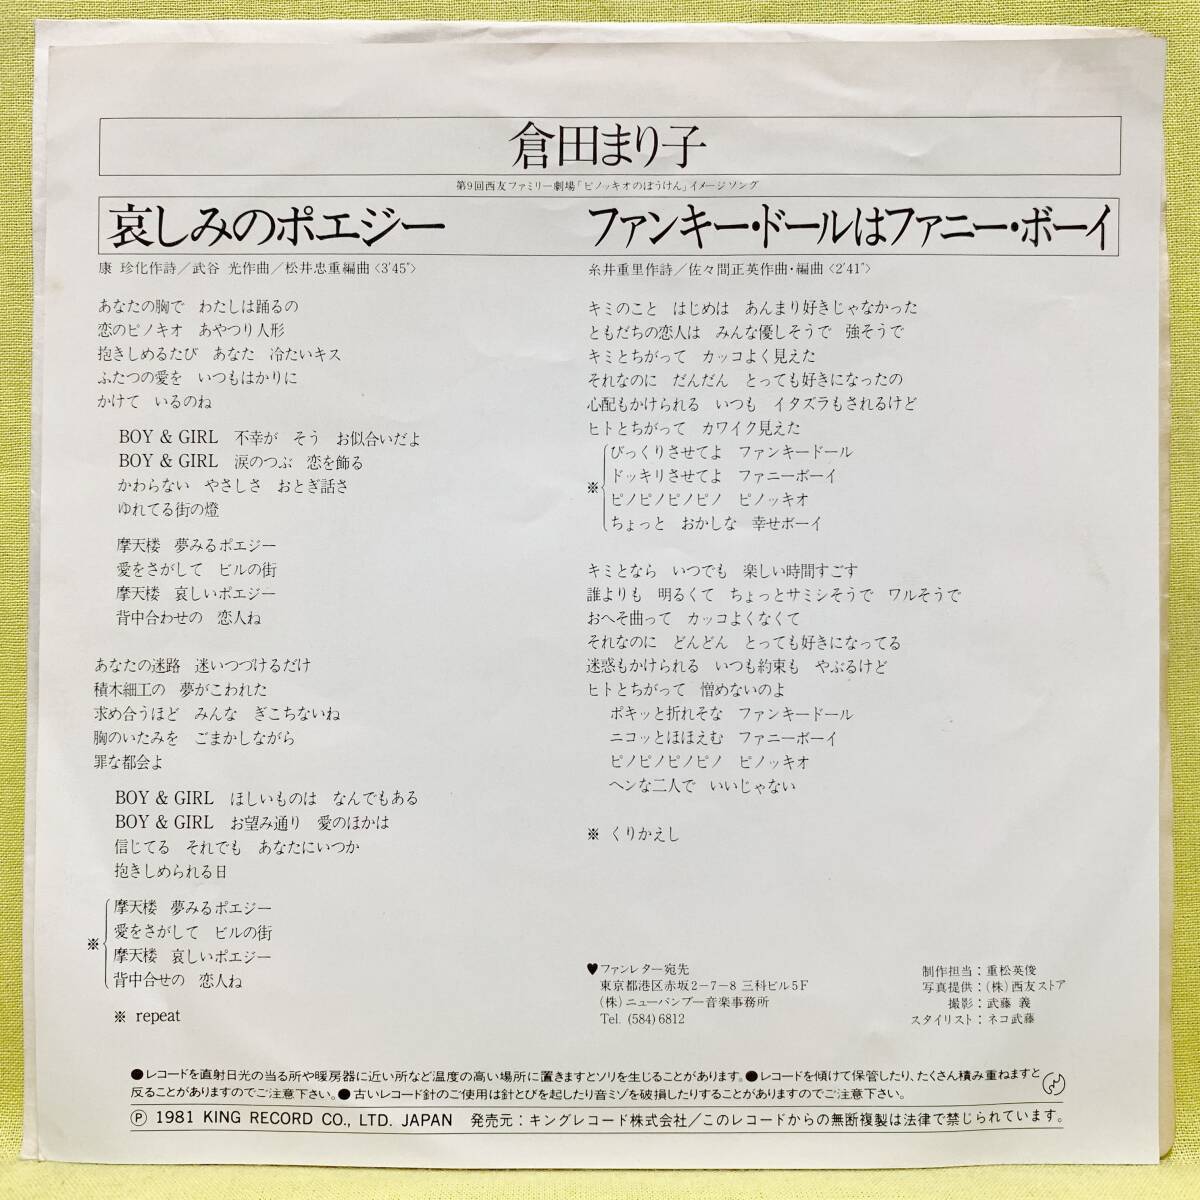 倉田まり子
第9回西友ファミリー劇場「ピノッキオのぼうけん」イメージソング
哀しみのポエジー
康 珍化作詩／武谷 光作曲／松井忠重編曲〈3′45″〉
あなたの胸で わたしは踊るの
恋のピノキオ あやつり人形
抱きしめるたび あなた 冷たいキス
ふたつの愛を いつもはかりに
かけて いるのね
BOY & GIRL 不幸が そう お似合いだよ
BOY & GIRL 涙のつぶ 恋を飾る
かわらない やさしさ おとぎ話さ
ゆれてる街の燈
摩天楼 夢みるポエジー
愛をさがして ビルの街
摩天楼 哀しいポエジー
背中合わせの 恋人ね
あなたの迷路 迷いつづけるだけ
積木細工の 夢がこわれた
求め合うほど みんな ぎこちないね
胸のいたみを ごまかしながら
罪な都会よ
BOY & GIRL ほしいものは なんでもある
BOY & GIRL お望み通り 愛のほかは
信じてる それでも あなたにいつか
抱きしめられる日
※
摩天楼 夢みるポエジー
愛をさがして ビルの街
摩天楼 哀しいポエジー
背中合せの 恋人ね
※ repeat
ファンキー・ドールはファニー・ボーイ
糸井重里作詩／佐々間正英作曲・編曲〈2′41″〉
キミのこと はじめは あんまり好きじゃなかった
ともだちの恋人は みんな優しそうで 強そうで
キミとちがって カッコよく見えた
それなのに だんだん とっても好きになったの
心配もかけられる いつも イタズラもされるけど
ヒトとちがって カワイク見えた
※
びっくりさせてよ ファンキードール
ドッキリさせてよ ファニーボーイ
ピノピノピノピノ ピノッキオ
ちょっと おかしな 幸せボーイ
キミとなら いつでも 楽しい時間すごす
誰よりも 明るくて ちょっとサミシそうで ワルそうで
おへそ曲って カッコよくなくて
それなのに どんどん とっても好きになってる
迷惑もかけられる いつも約束も やぶるけど
ヒトとちがって 憎めないのよ
ポキッと折れそな ファンキードール
ニコッとほほえむ ファニーボーイ
ピノピノピノピノ ピノッキオ
ヘンな二人で いいじゃない
※ くりかえし
♥ファンレター宛先
東京都港区赤坂2−7−8 三科ビル5F
(株)ニューバンブー音楽事務所
Tel. (584) 6812
制作担当：重松英俊
写真提供：(株)西友ストア
撮影：武藤 義
スタイリスト：ネコ武藤
●レコードを直射日光の当る所や暖房器に近い所など温度の高い場所に置きますとソリを生じることがあります。●レコードを傾けて保管したり、たくさん積み重ねますと
反ることがありますのでご注意下さい。●古いレコード針のご使用は針とびを起したり音ミゾを破損したりすることがありますのでご注意下さい。
Ⓟ 1981 KING RECORD CO., LTD. JAPAN 発売元：キングレコード株式会社／このレコードからの無断複製は法律で禁じられています。